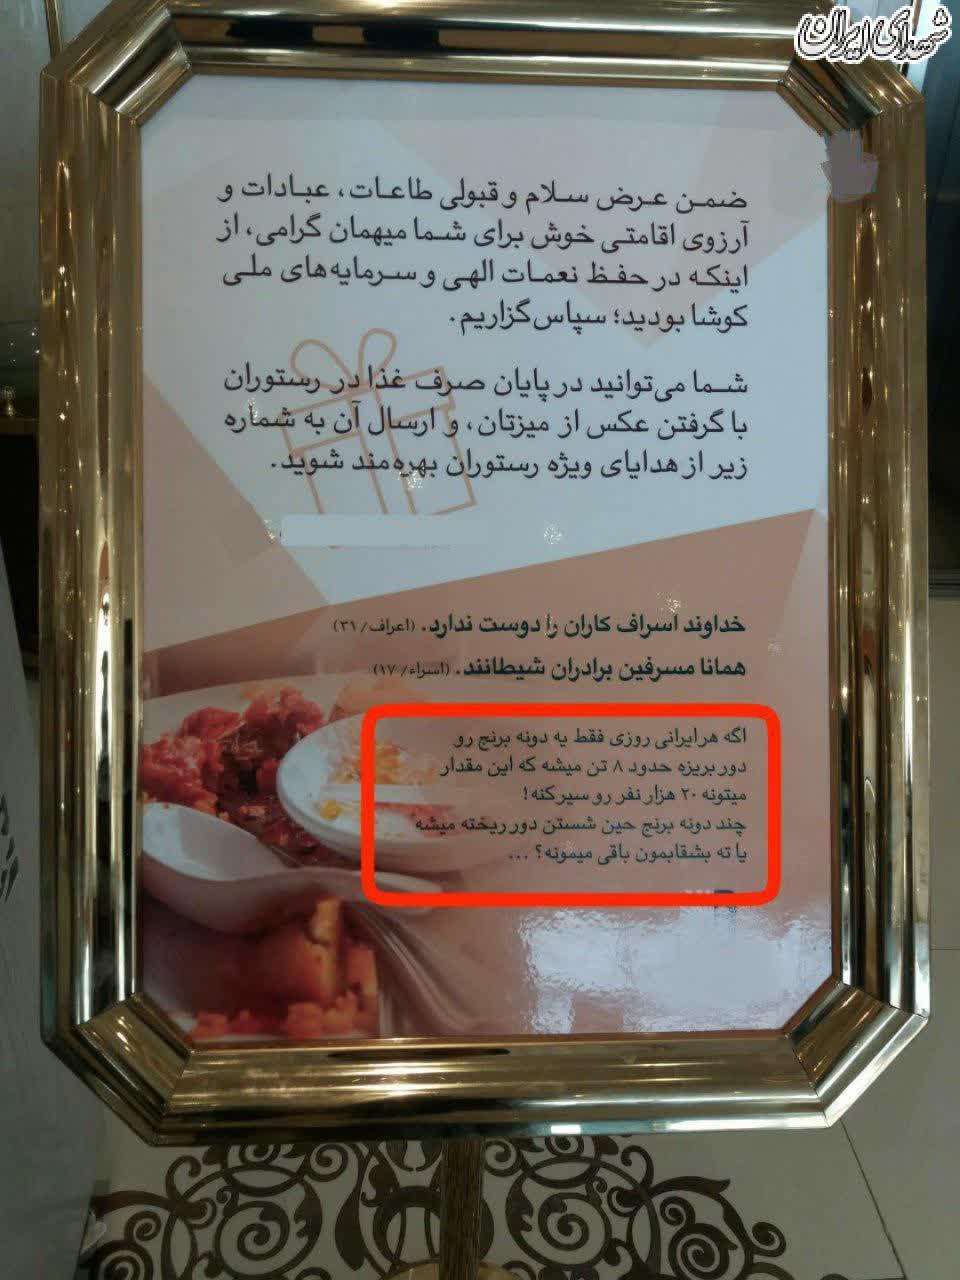 شهدای ایران
ضمن عرض سلام و قبولی طاعات، عبادات و
آرزوی اقامتی خوش برای شما میهمان گرامی، از
اینکه در حفظ نعمات الهی و سرمایه‌های ملی
کوشا بودید؛ سپاس‌گزاریم.
شما می‌توانید در پایان صرف غذا در رستوران
با گرفتن عکس از میزتان، و ارسال آن به شماره
زیر از هدایای ویژه رستوران بهره‌مند شوید.
خداوند اسراف کاران را دوست ندارد. (اعراف/ ۳۱)
همانا مسرفین برادران شیطانند. (اسراء/ ۱۷)
اگه هر ایرانی روزی فقط یه دونه برنج رو
دور بریزه حدود ۸ تن میشه که این مقدار
میتونه ۲۰ هزار نفر رو سیر کنه!
چند دونه برنج حین شستن دور ریخته میشه
یا ته بشقابمون باقی میمونه؟ ...